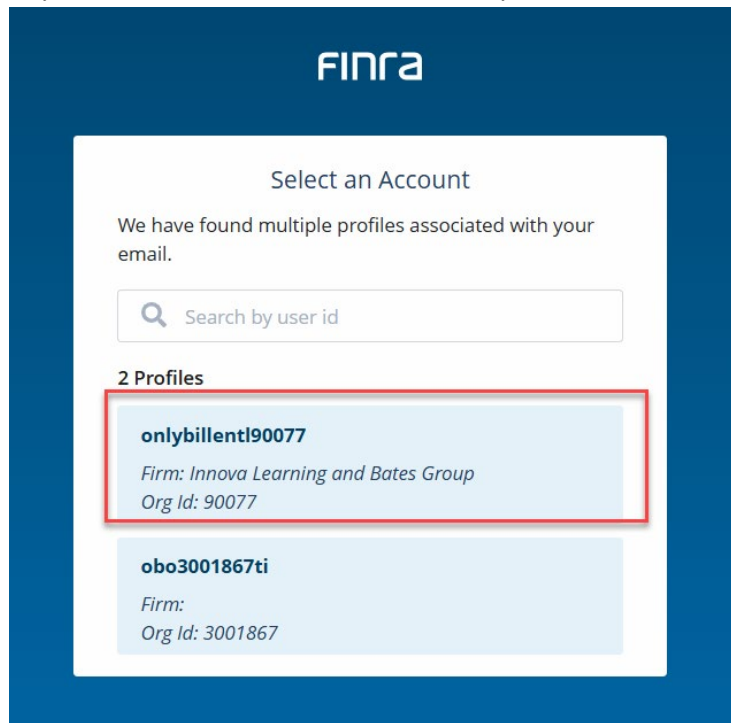 FINRA
Select an Account
We have found multiple profiles associated with your
email.
Search by user id
2 Profiles
onlybillentl90077
Firm: Innova Learning and Bates Group
Org Id: 90077
obo3001867ti
Firm:
Org Id: 3001867